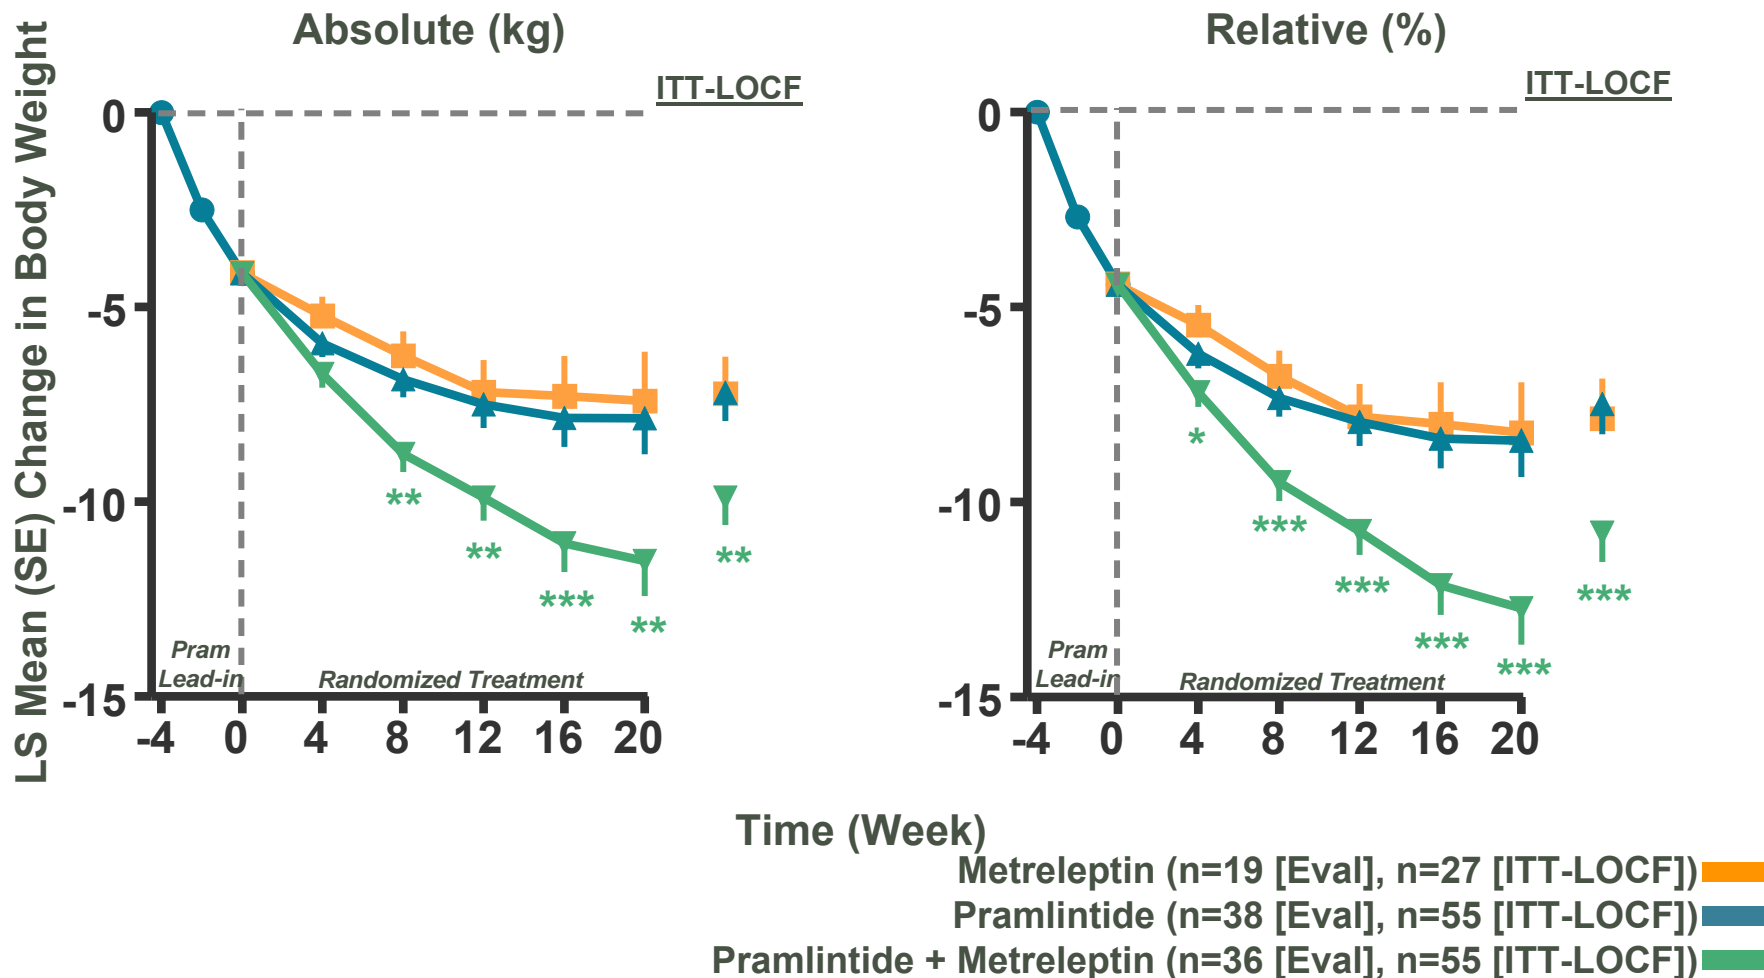 LS Mean (SE) Change in Body Weight
Absolute (kg)
ITT-LOCF
0
-5
-10
-15
**
**
***
**
**
Pram
Lead-in
Randomized Treatment
-4 0 4 8 12 16 20
Relative (%)
ITT-LOCF
0
-5
-10
-15
*
***
***
***
***
***
Pram
Lead-in
Randomized Treatment
-4 0 4 8 12 16 20
Time (Week)
Metreleptin (n=19 [Eval], n=27 [ITT-LOCF])
Pramlintide (n=38 [Eval], n=55 [ITT-LOCF])
Pramlintide + Metreleptin (n=36 [Eval], n=55 [ITT-LOCF])